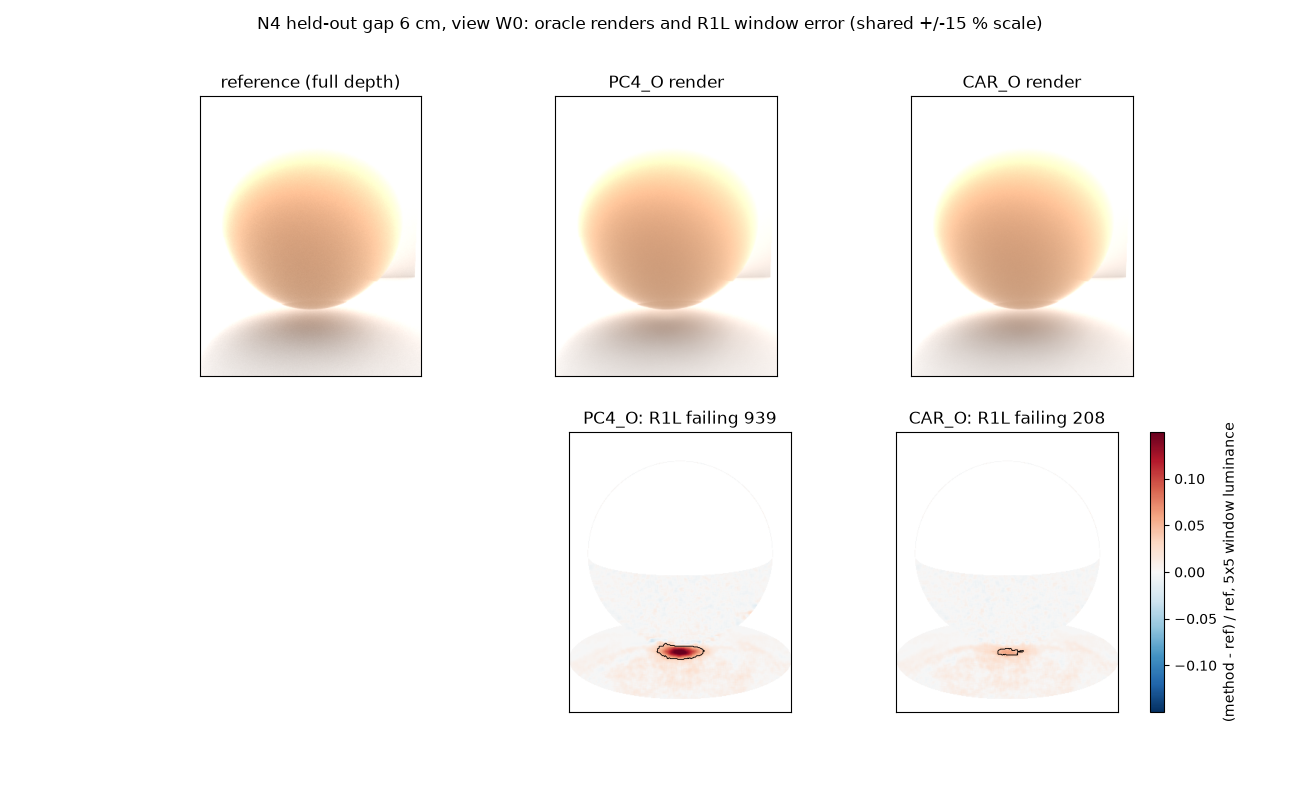 N4 held-out gap 6 cm, view W0: oracle renders and R1L window error (shared +/-15 % scale)
reference (full depth)
PC4_O render
CAR_O render
PC4_O: R1L failing 939
CAR_O: R1L failing 208
0.10
0.05
0.00
−0.05
−0.10
(method - ref) / ref, 5x5 window luminance